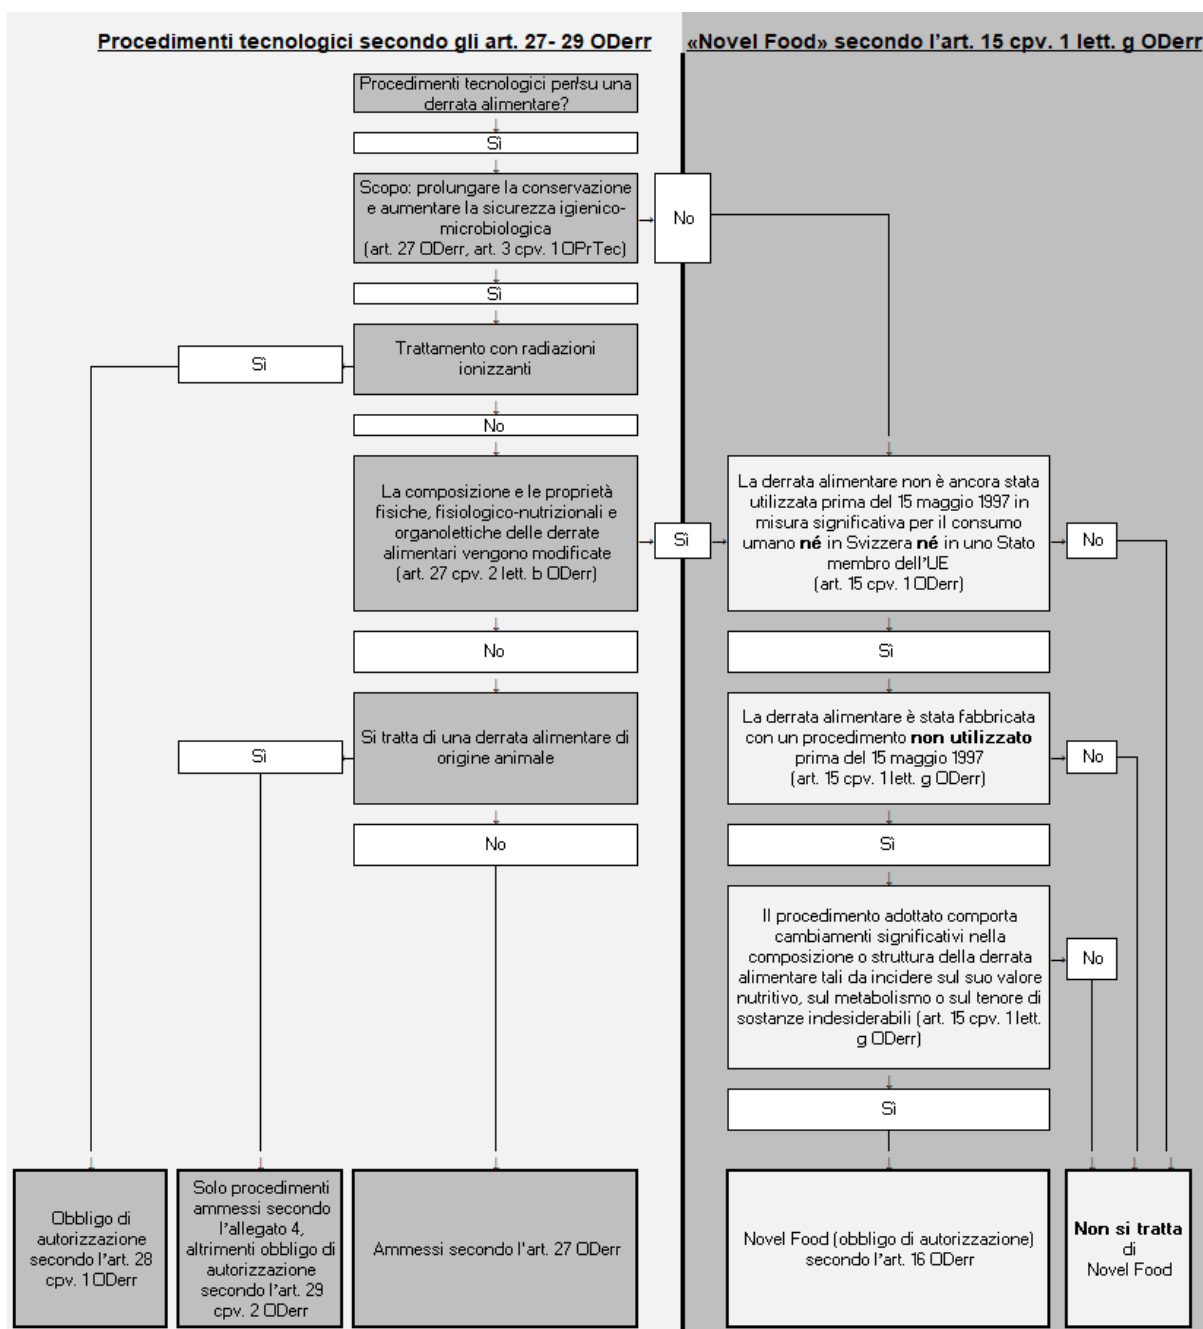 Procedimenti tecnologici secondo gli art. 27- 29 ODerr
«Novel Food» secondo l'art. 15 cpv. 1 lett. g ODerr
Procedimenti tecnologici per/su una
derrata alimentare?
Sì
Scopo: prolungare la conservazione
e aumentare la sicurezza igienico-
microbiologica
(art. 27 ODerr, art. 3 cpv. 1 OPrTec)
No
Sì
Trattamento con radiazioni
ionizzanti
Sì
No
La composizione e le proprietà
fisiche, fisiologico-nutrizionali e
organolettiche delle derrate
alimentari vengono modificate
(art. 27 cpv. 2 lett. b ODerr)
Sì
La derrata alimentare non è ancora stata
utilizzata prima del 15 maggio 1997 in
misura significativa per il consumo
umano né in Svizzera né in uno Stato
membro dell'UE
(art. 15 cpv. 1 ODerr)
No
No
Sì
Si tratta di una derrata alimentare di
origine animale
Sì
La derrata alimentare è stata fabbricata
con un procedimento non utilizzato
prima del 15 maggio 1997
(art. 15 cpv. 1 lett. g ODerr)
No
No
Sì
Il procedimento adottato comporta
cambiamenti significativi nella
composizione o struttura della derrata
alimentare tali da incidere sul suo valore
nutritivo, sul metabolismo o sul tenore di
sostanze indesiderabili (art. 15 cpv. 1 lett.
g ODerr)
No
Sì
Obbligo di
autorizzazione
secondo l'art. 28
cpv. 1 ODerr
Solo procedimenti
ammessi secondo
l'allegato 4,
altrimenti obbligo di
autorizzazione
secondo l'art. 29
cpv. 2 ODerr
Ammessi secondo l'art. 27 ODerr
Novel Food (obbligo di autorizzazione)
secondo l'art. 16 ODerr
Non si tratta
di
Novel Food